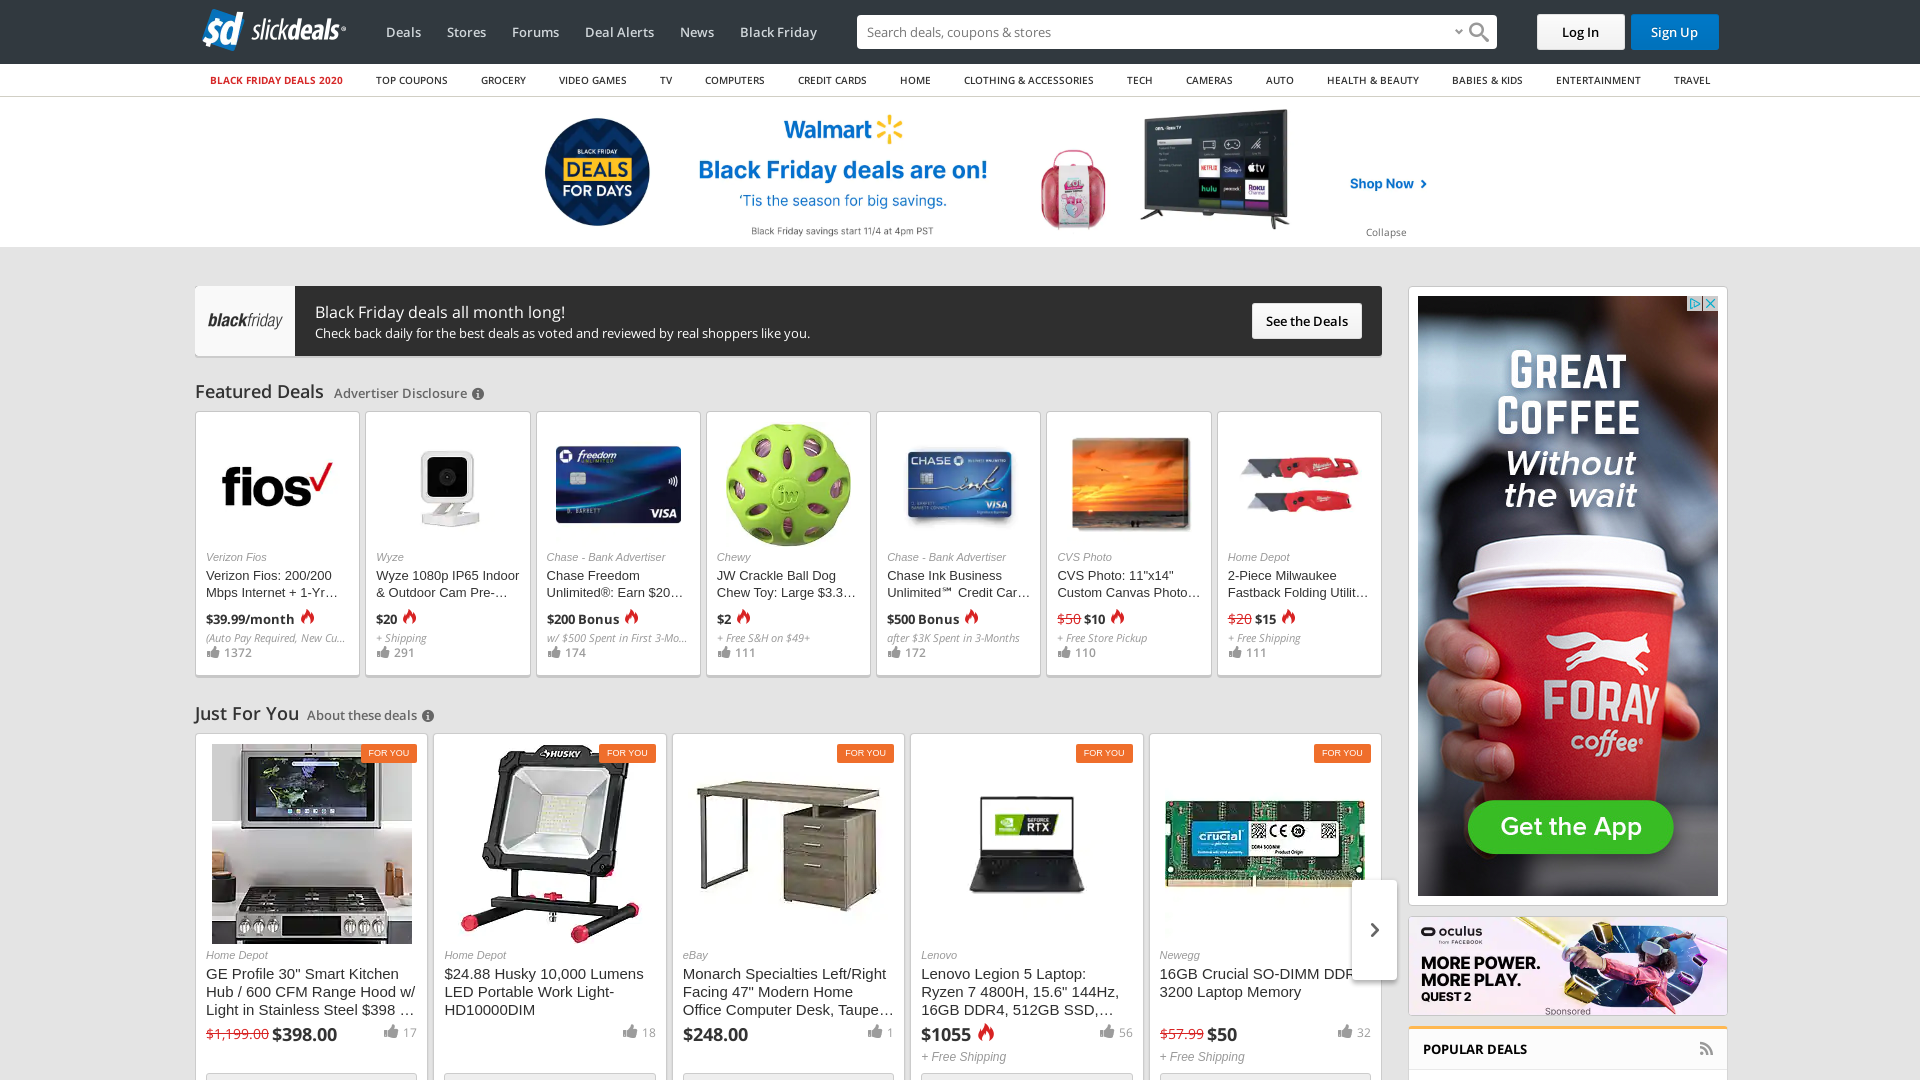 sd slickdeals
Deals
Stores
Forums
Deal Alerts
News
Black Friday
Search deals, coupons & stores
Log In
Sign Up
BLACK FRIDAY DEALS 2020
TOP COUPONS
GROCERY
VIDEO GAMES
TV
COMPUTERS
CREDIT CARDS
HOME
CLOTHING & ACCESSORIES
TECH
CAMERAS
AUTO
HEALTH & BEAUTY
BABIES & KIDS
ENTERTAINMENT
TRAVEL
BLACK FRIDAY
DEALS
FOR DAYS
Walmart
Black Friday deals are on!
‘Tis the season for big savings.
Black Friday savings start 11/4 at 4pm PST
Shop Now
Collapse
blackfriday
Black Friday deals all month long!
Check back daily for the best deals as voted and reviewed by real shoppers like you.
See the Deals
Featured Deals
Advertiser Disclosure
fios
Verizon Fios
Verizon Fios: 200/200
Mbps Internet + 1-Yr…
$39.99/month
(Auto Pay Required, New Cu...
1372
Wyze
Wyze 1080p IP65 Indoor
& Outdoor Cam Pre-…
$20
+ Shipping
291
freedom
UNLIMITED
D. BARRETT
VISA
Chase - Bank Advertiser
Chase Freedom
Unlimited®: Earn $20…
$200 Bonus
w/ $500 Spent in First 3-Mo...
174
jw
Chewy
JW Crackle Ball Dog
Chew Toy: Large $3.3…
$2
+ Free S&H on $49+
111
CHASE
ink
VISA
Chase - Bank Advertiser
Chase Ink Business
Unlimited℠ Credit Car…
$500 Bonus
after $3K Spent in 3-Months
172
CVS Photo
CVS Photo: 11"x14"
Custom Canvas Photo…
$50 $10
+ Free Store Pickup
110
Home Depot
2-Piece Milwaukee
Fastback Folding Utilit…
$20 $15
+ Free Shipping
111
Just For You
About these deals
FOR YOU
Home Depot
GE Profile 30" Smart Kitchen
Hub / 600 CFM Range Hood w/
Light in Stainless Steel $398 …
$1,199.00 $398.00
17
HUSKY
FOR YOU
Home Depot
$24.88 Husky 10,000 Lumens
LED Portable Work Light-
HD10000DIM
18
FOR YOU
eBay
Monarch Specialties Left/Right
Facing 47" Modern Home
Office Computer Desk, Taupe…
$248.00
1
FOR YOU
GEFORCE
RTX
Lenovo
Lenovo Legion 5 Laptop:
Ryzen 7 4800H, 15.6" 144Hz,
16GB DDR4, 512GB SSD,…
$1055
56
+ Free Shipping
FOR YOU
crucial
Newegg
16GB Crucial SO-DIMM DDR
3200 Laptop Memory
$57.99 $50
32
+ Free Shipping
GREAT
COFFEE
Without
the wait
FORAY
coffee
Get the App
oculus
from FACEBOOK
MORE POWER.
MORE PLAY.
QUEST 2
Sponsored
POPULAR DEALS